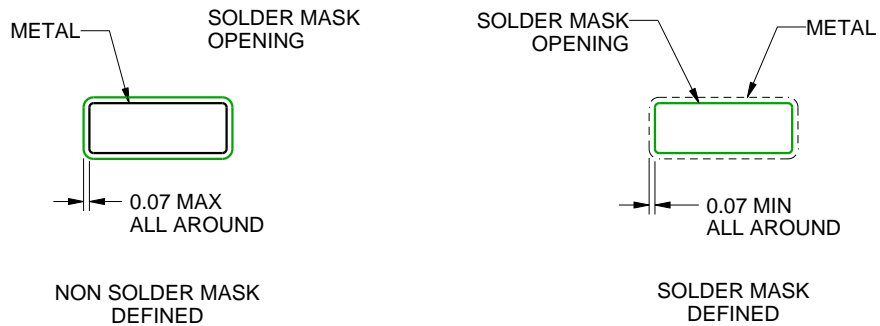 METAL
SOLDER MASK
OPENING
0.07 MAX
ALL AROUND
NON SOLDER MASK
DEFINED
SOLDER MASK
OPENING
METAL
0.07 MIN
ALL AROUND
SOLDER MASK
DEFINED